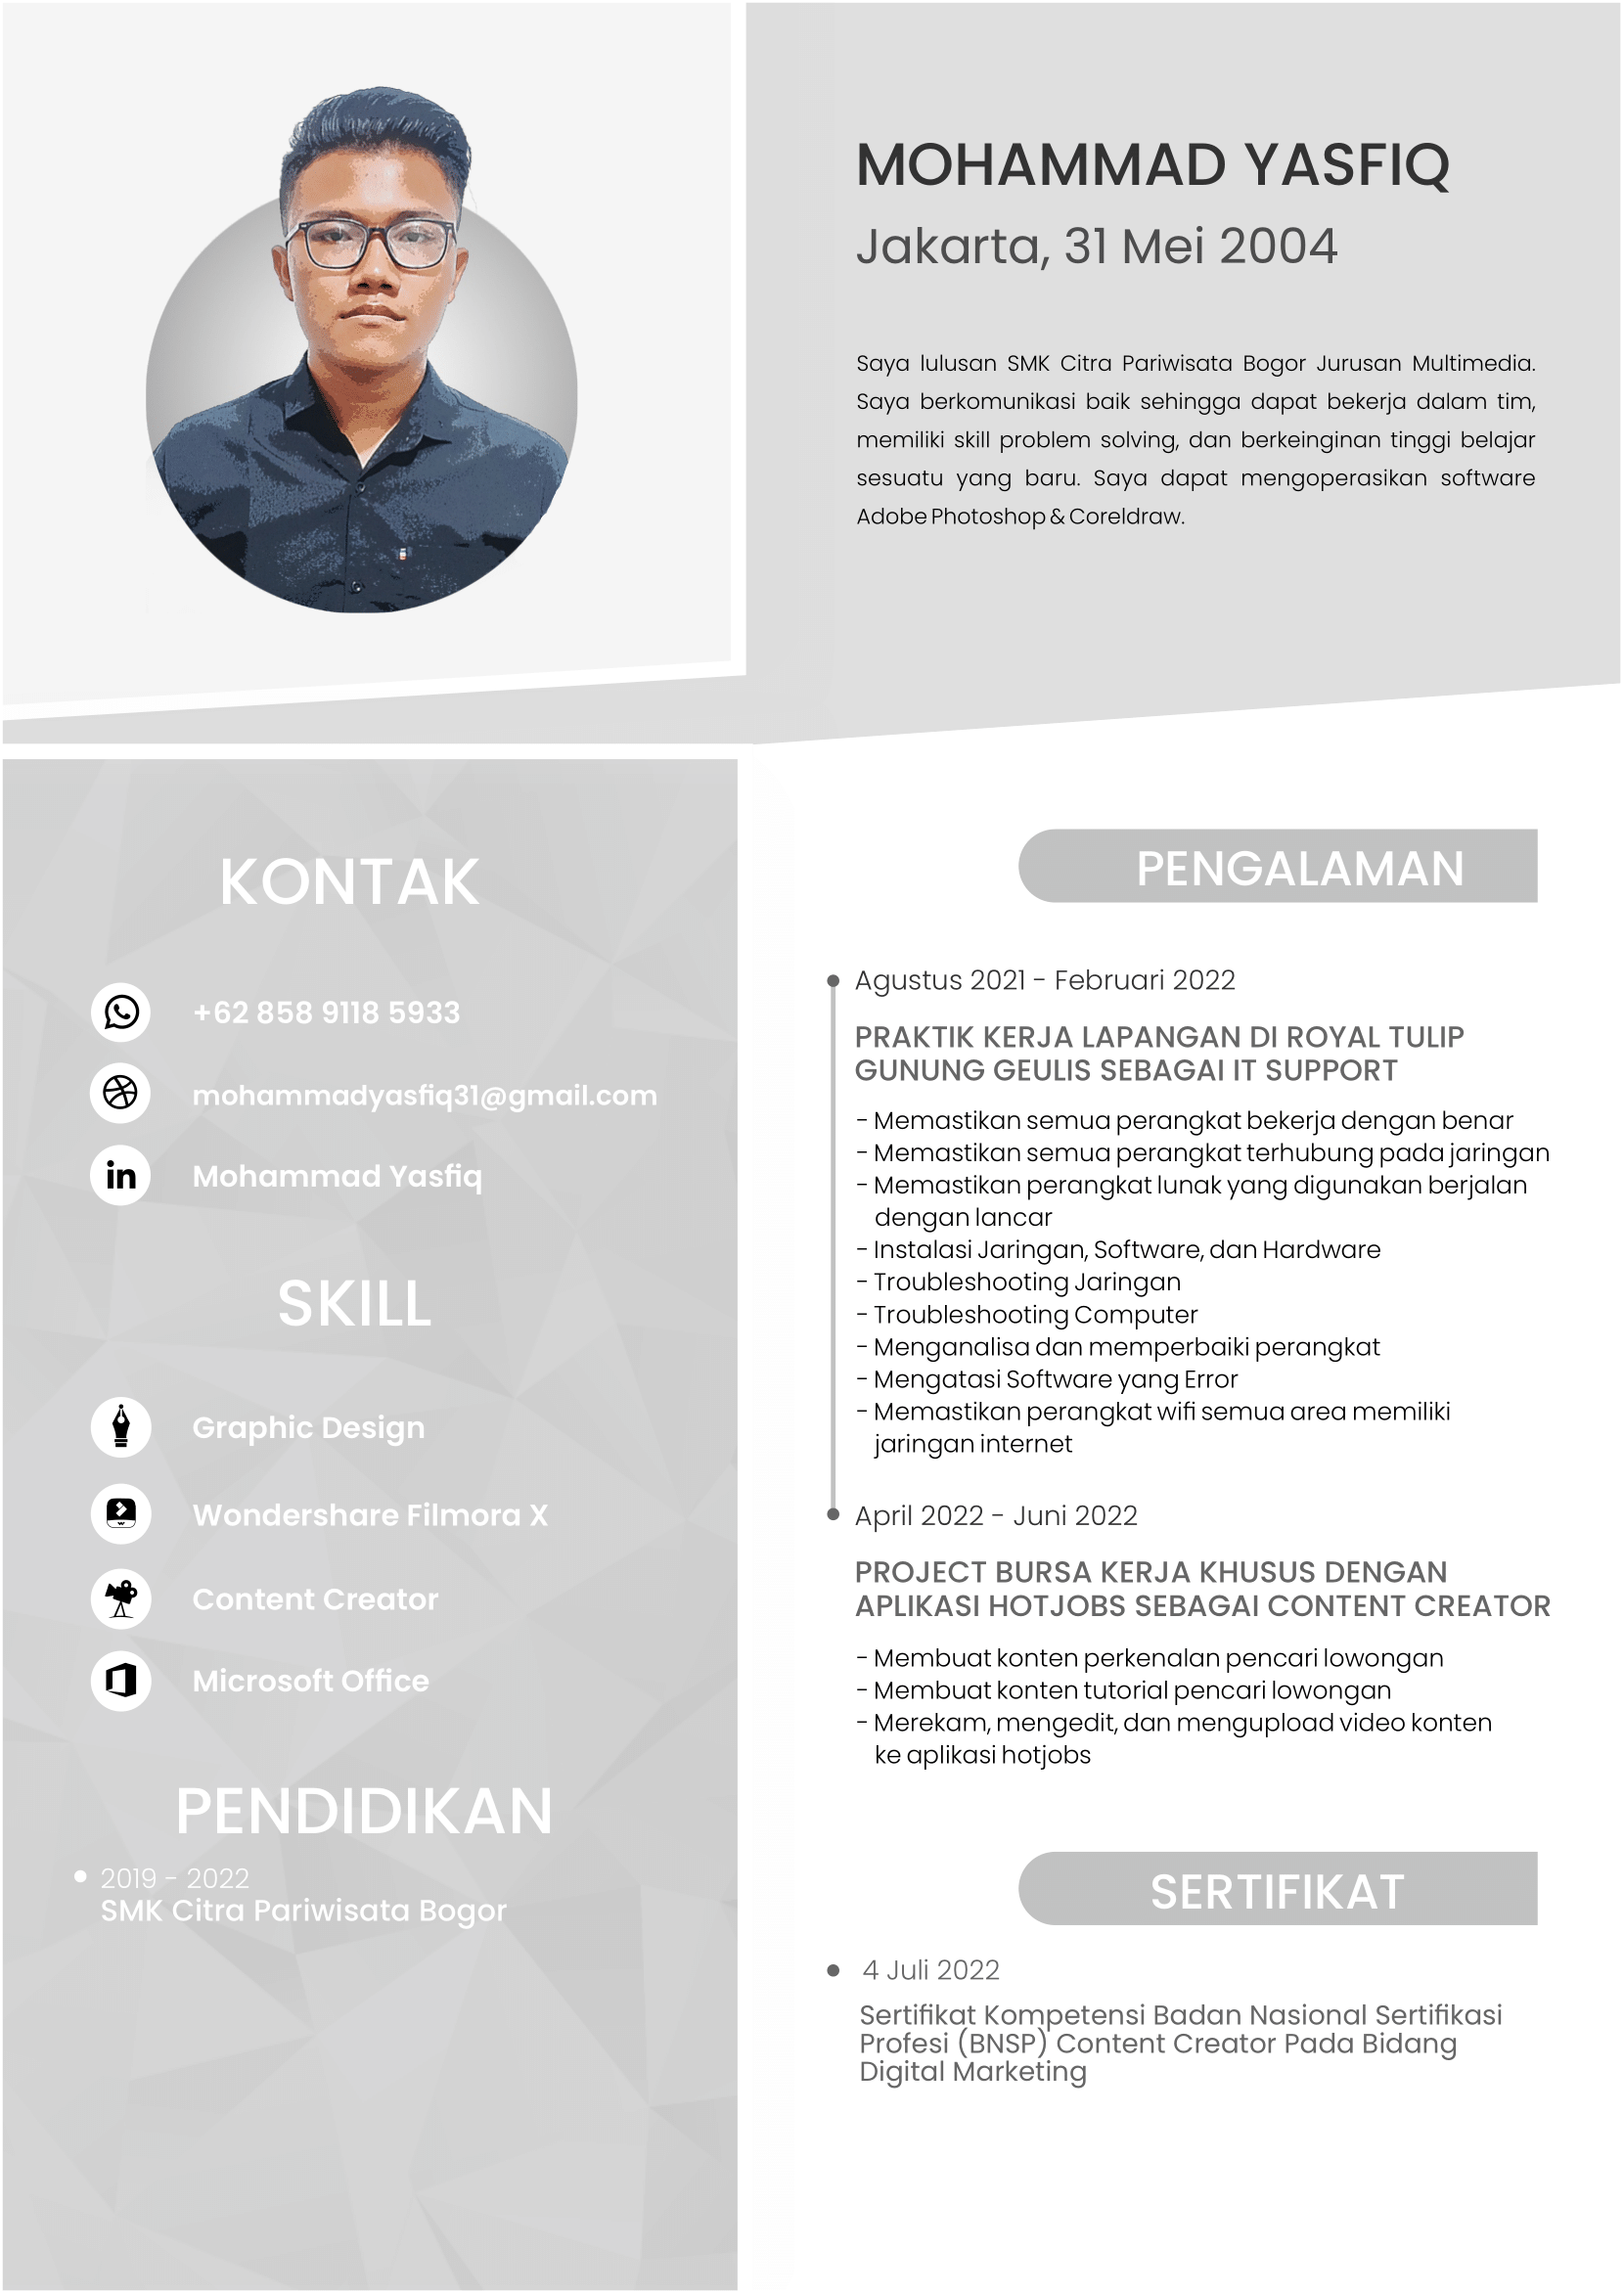 MOHAMMAD YASFIQ
Jakarta, 31 Mei 2004
Saya lulusan SMK Citra Pariwisata Bogor Jurusan Multimedia.
Saya berkomunikasi baik sehingga dapat bekerja dalam tim,
memiliki skill problem solving, dan berkeinginan tinggi belajar
sesuatu yang baru. Saya dapat mengoperasikan software
Adobe Photoshop & Coreldraw.
KONTAK
+62 858 9118 5933
mohammadyasfiq31@gmail.com
in
Mohammad Yasfiq
SKILL
Graphic Design
Wondershare Filmora X
Content Creator
Microsoft Office
PENDIDIKAN
2019 - 2022
SMK Citra Pariwisata Bogor
PENGALAMAN
Agustus 2021 - Februari 2022
PRAKTIK KERJA LAPANGAN DI ROYAL TULIP
GUNUNG GEULIS SEBAGAI IT SUPPORT
- Memastikan semua perangkat bekerja dengan benar
- Memastikan semua perangkat terhubung pada jaringan
- Memastikan perangkat lunak yang digunakan berjalan
dengan lancar
- Instalasi Jaringan, Software, dan Hardware
- Troubleshooting Jaringan
- Troubleshooting Computer
- Menganalisa dan memperbaiki perangkat
- Mengatasi Software yang Error
- Memastikan perangkat wifi semua area memiliki
jaringan internet
April 2022 - Juni 2022
PROJECT BURSA KERJA KHUSUS DENGAN
APLIKASI HOTJOBS SEBAGAI CONTENT CREATOR
- Membuat konten perkenalan pencari lowongan
- Membuat konten tutorial pencari lowongan
- Merekam, mengedit, dan mengupload video konten
ke aplikasi hotjobs
SERTIFIKAT
4 Juli 2022
Sertifikat Kompetensi Badan Nasional Sertifikasi
Profesi (BNSP) Content Creator Pada Bidang
Digital Marketing